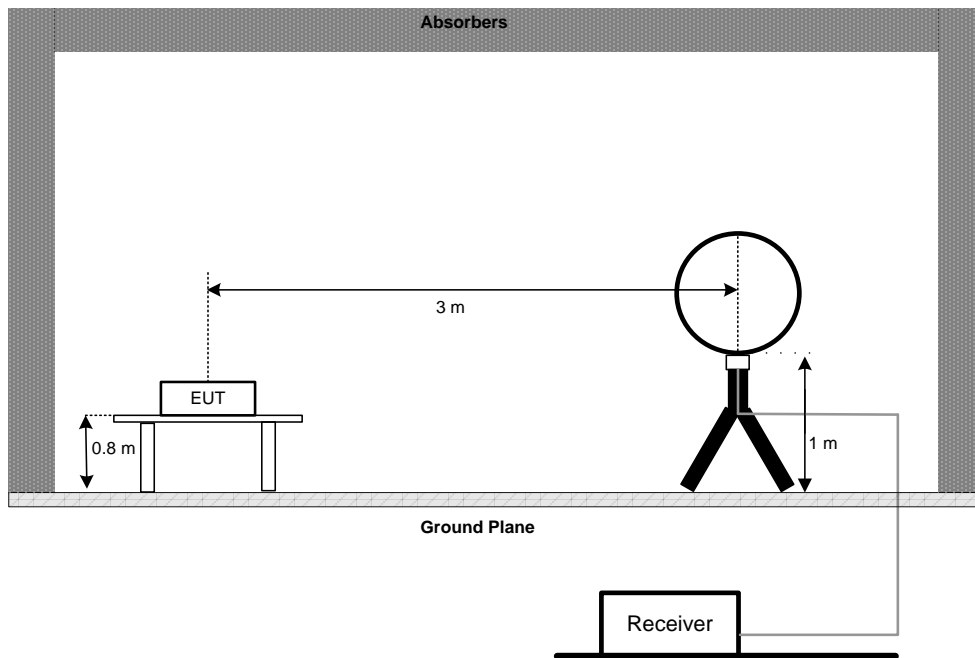 Absorbers
3 m
EUT
0.8 m
1 m
Ground Plane
Receiver